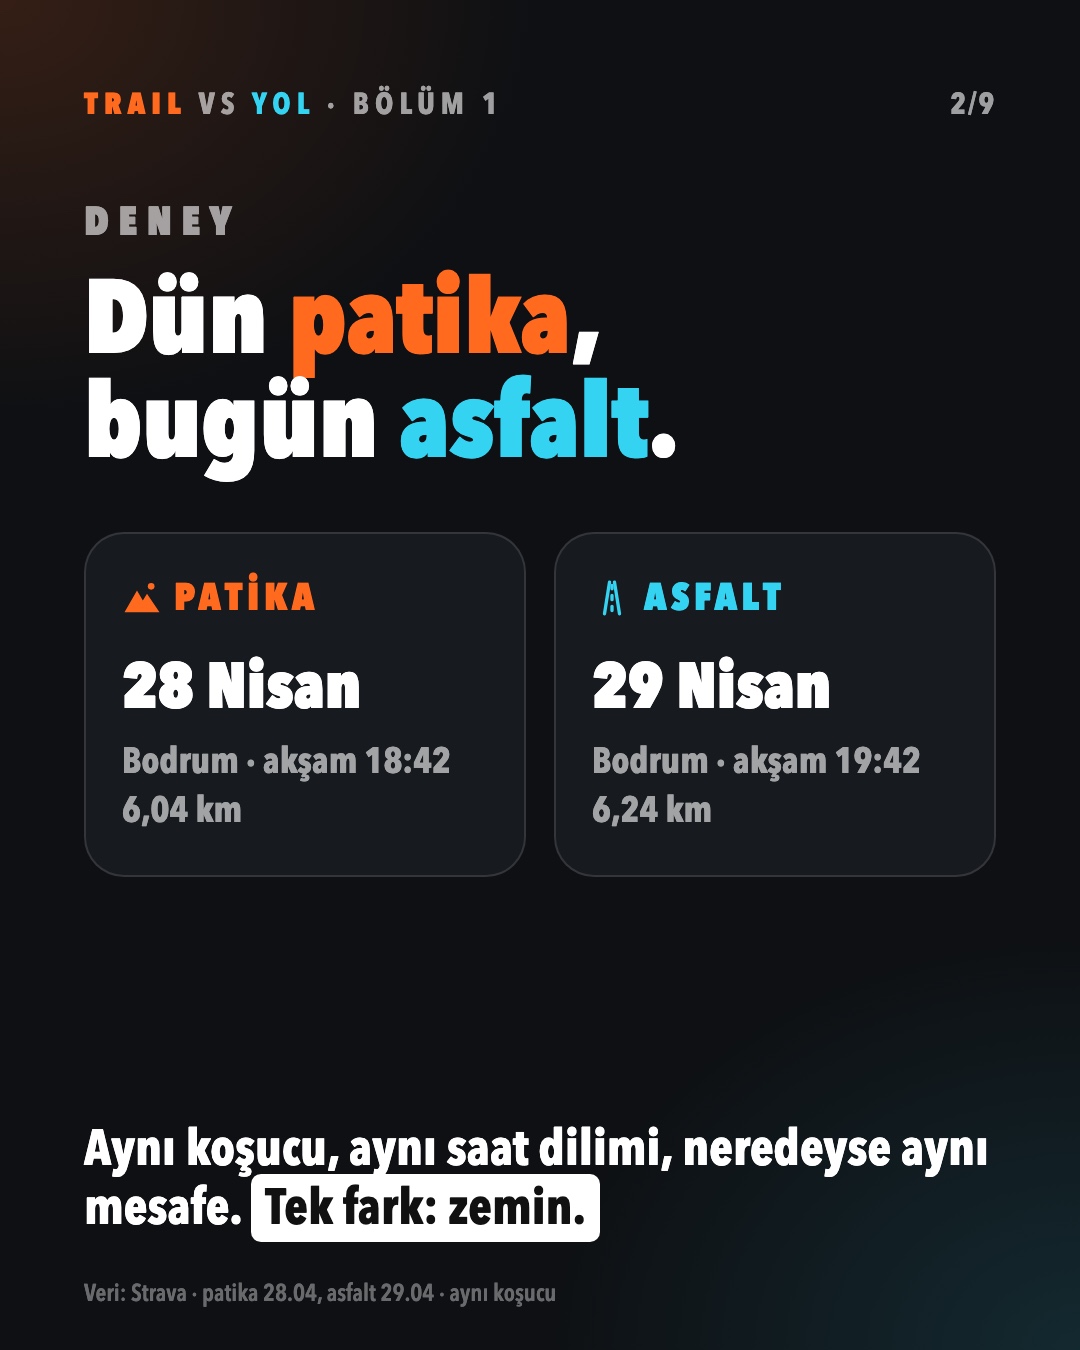 TRAIL VS YOL · BÖLÜM 1
2/9
DENEY
Dün patika,
bugün asfalt.
PATİKA
28 Nisan
Bodrum · akşam 18:42
6,04 km
ASFALT
29 Nisan
Bodrum · akşam 19:42
6,24 km
Aynı koşucu, aynı saat dilimi, neredeyse aynı
mesafe. Tek fark: zemin.
Veri: Strava · patika 28.04, asfalt 29.04 · aynı koşucu